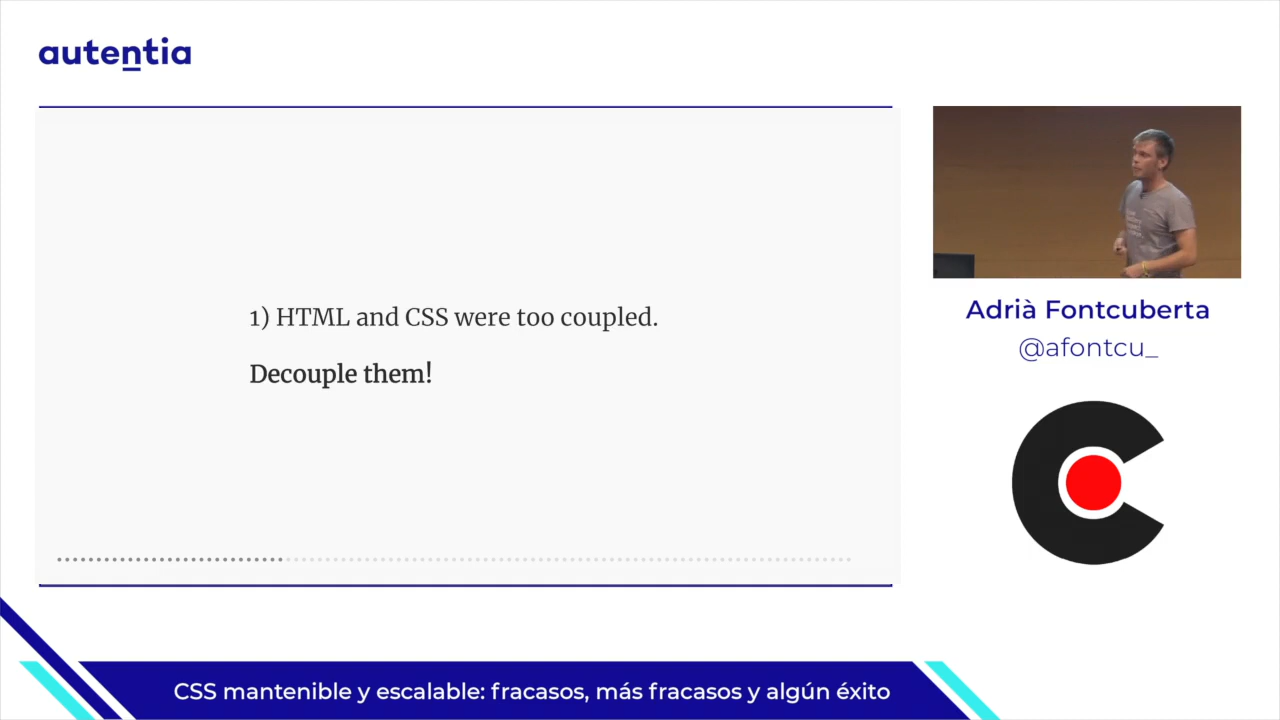 autentia
1) HTML and CSS were too coupled.
Decouple them!
Adrià Fontcuberta
@afontcu_
CSS mantenible y escalable: fracasos, más fracasos y algún éxito